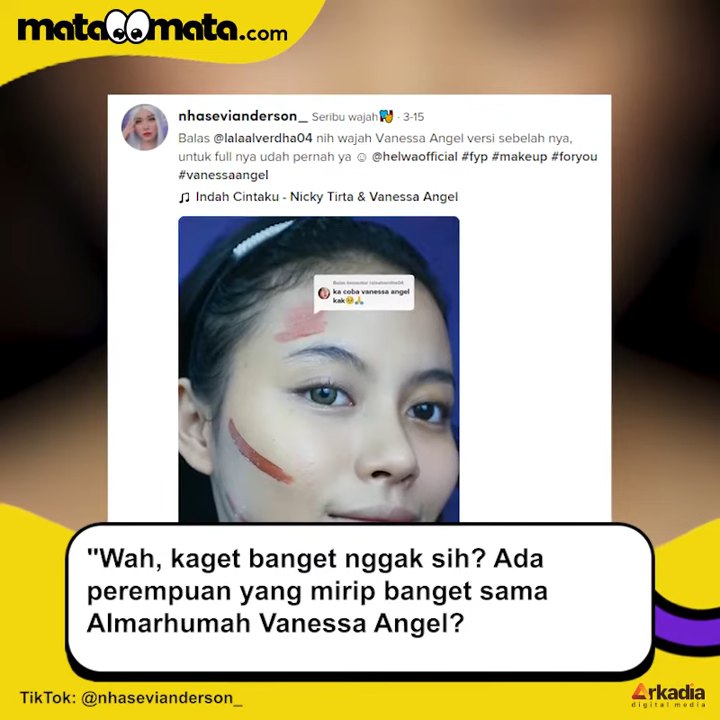 mata mata.com
nhasevianderson_ Seribu wajah · 3-15
Balas @lalaalverdha04 nih wajah Vanessa Angel versi sebelah nya,
untuk full nya udah pernah ya ☺ @helwaofficial #fyp #makeup #foryou
#vanessaangel
♫ Indah Cintaku - Nicky Tirta & Vanessa Angel
ka coba vanessa angel
kak🥺🙏
"Wah, kaget banget nggak sih? Ada
perempuan yang mirip banget sama
Almarhumah Vanessa Angel?
TikTok: @nhasevianderson_
Arkadia
digital media